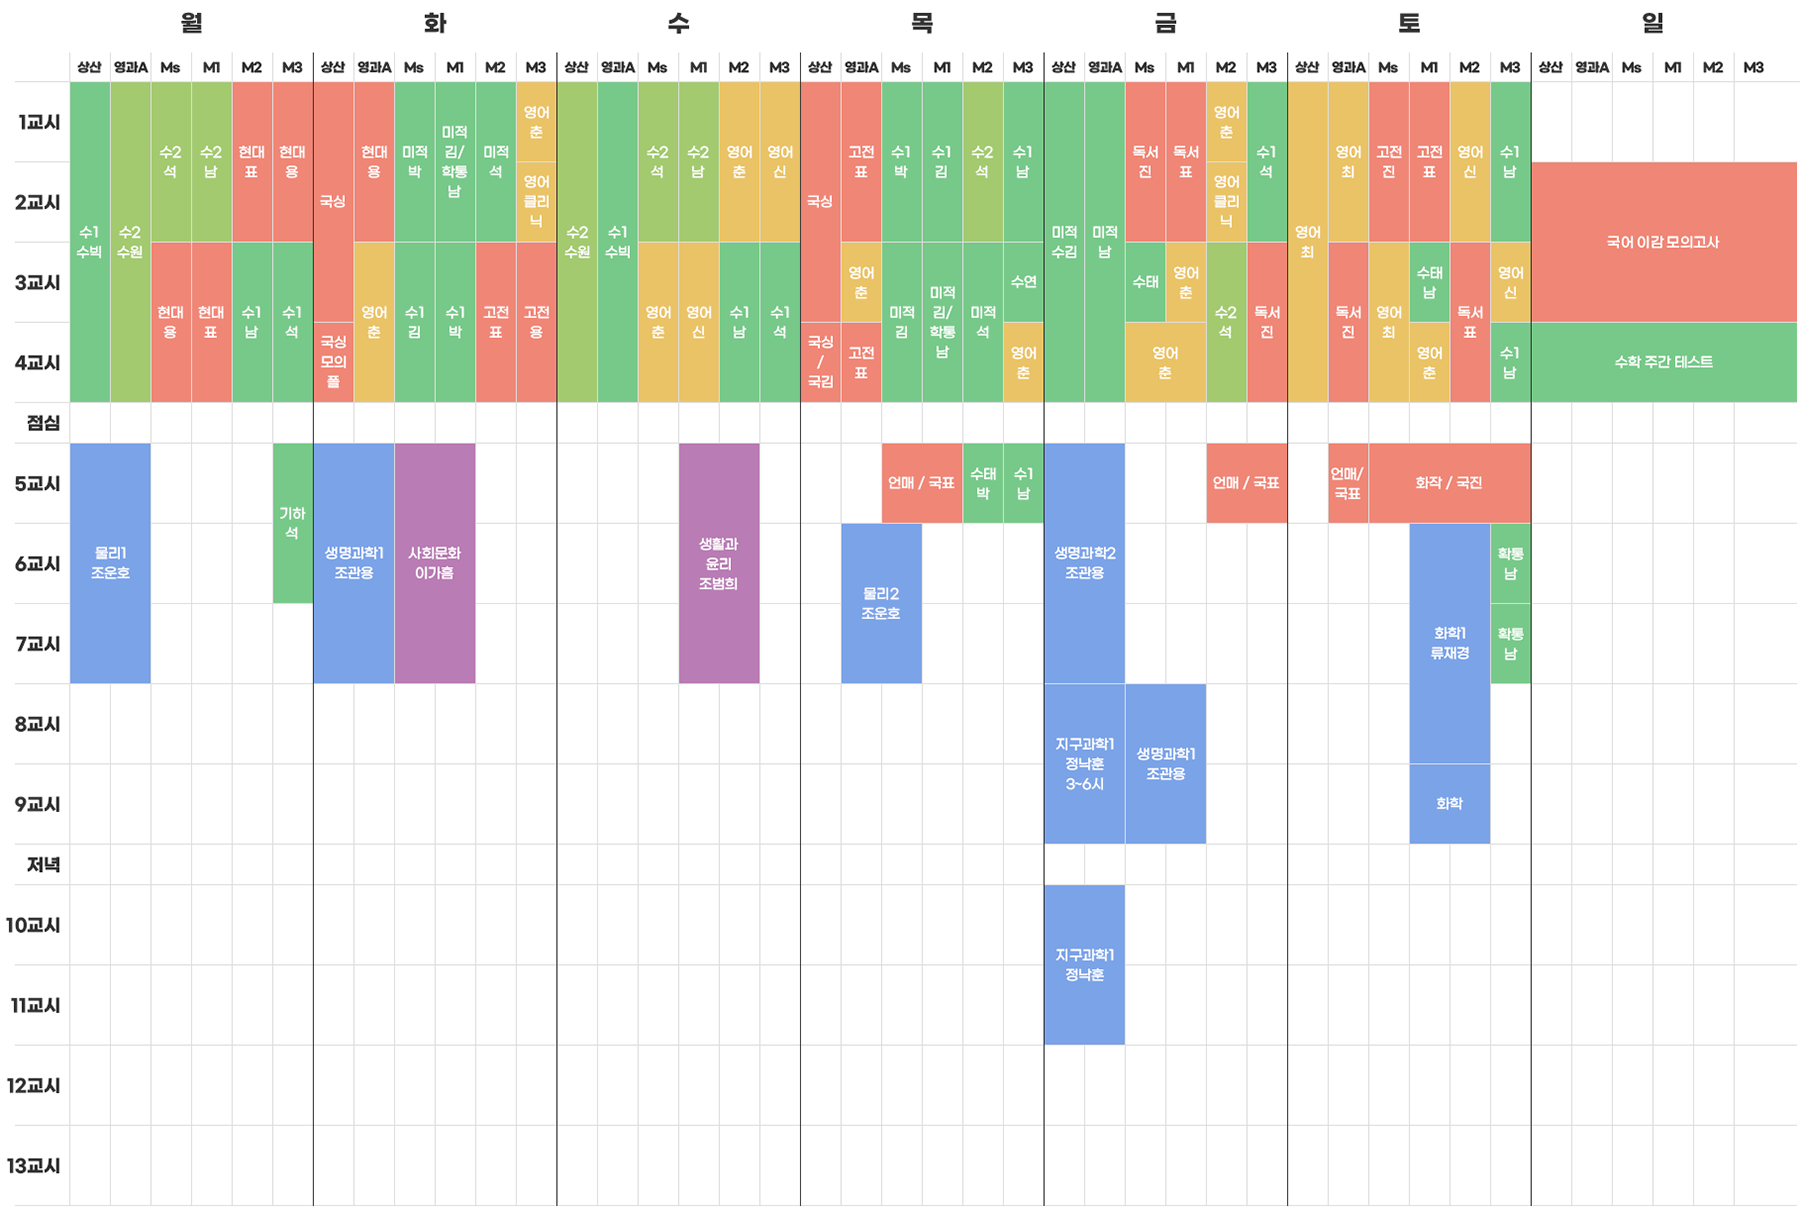 월 화 수 목 금 토 일
상산 영과A Ms M1 M2 M3 상산 영과A Ms M1 M2 M3 상산 영과A Ms M1 M2 M3 상산 영과A Ms M1 M2 M3 상산 영과A Ms M1 M2 M3 상산 영과A Ms M1 M2 M3 상산 영과A Ms M1 M2 M3
1교시
2교시
3교시
4교시
점심
5교시
6교시
7교시
8교시
9교시
저녁
10교시
11교시
12교시
13교시
수1
수빅
수2
수원
수2
석
현대
용
수2
남
현대
표
현대
표
수1
남
현대
용
수1
석
물리1
조운호
기하
석
국싱
국싱
모의
풀
현대
용
영어
춘
미적
박
수1
김
미적
김/
학통
남
수1
박
미적
석
고전
표
영어
춘
영어
클리
닉
고전
용
생명과학1
조관용
사회문화
이가흠
수2
수원
수1
수빅
수2
석
영어
춘
수2
남
영어
신
영어
춘
수1
남
영어
신
수1
석
생활과
윤리
조범희
국싱
국싱
/
국김
고전
표
영어
춘
고전
표
수1
박
미적
김
수1
김
미적
김/
학통
남
수2
석
미적
석
수1
남
수연
영어
춘
언매 / 국표
수태
박
수1
남
물리2
조운호
미적
수김
미적
남
독서
진
수태
독서
표
영어
춘
영어
춘
영어
춘
영어
클리
닉
수2
석
수1
석
독서
진
생명과학2
조관용
언매 / 국표
지구과학1
정낙훈
3~6시
생명과학1
조관용
지구과학1
정낙훈
영어
최
영어
최
독서
진
고전
진
영어
최
고전
표
수태
남
영어
춘
영어
신
독서
표
수1
남
영어
신
수1
남
언매/
국표
화작 / 국진
화학1
류재경
확통
남
확통
남
화학
국어 이감 모의고사
수학 주간 테스트